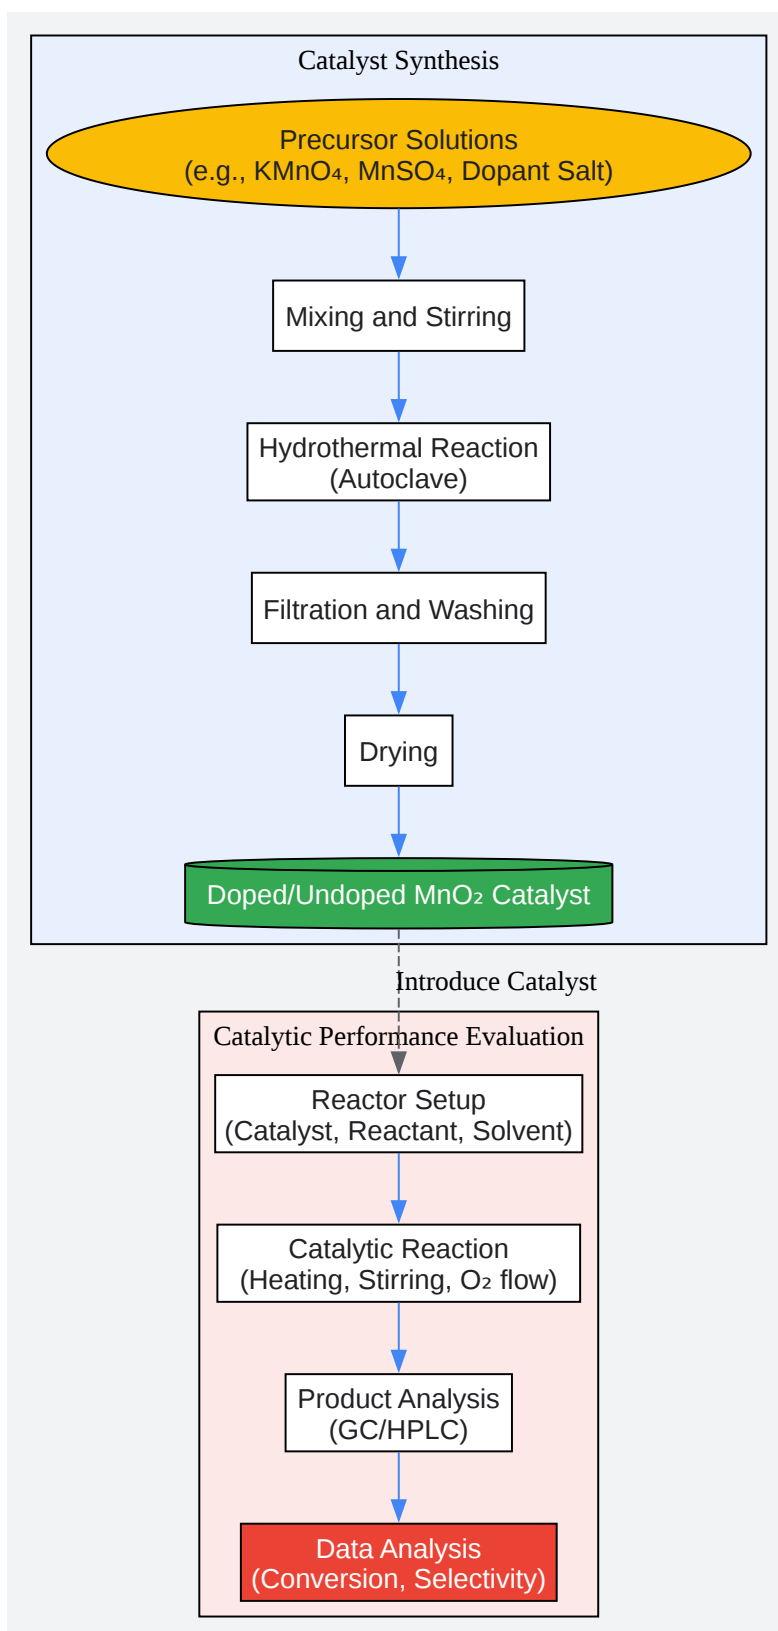 Catalyst Synthesis
Precursor Solutions
(e.g., KMnO₄, MnSO₄, Dopant Salt)
Mixing and Stirring
Hydrothermal Reaction
(Autoclave)
Filtration and Washing
Drying
Doped/Undoped MnO₂ Catalyst
Introduce Catalyst
Catalytic Performance Evaluation
Reactor Setup
(Catalyst, Reactant, Solvent)
Catalytic Reaction
(Heating, Stirring, O₂ flow)
Product Analysis
(GC/HPLC)
Data Analysis
(Conversion, Selectivity)